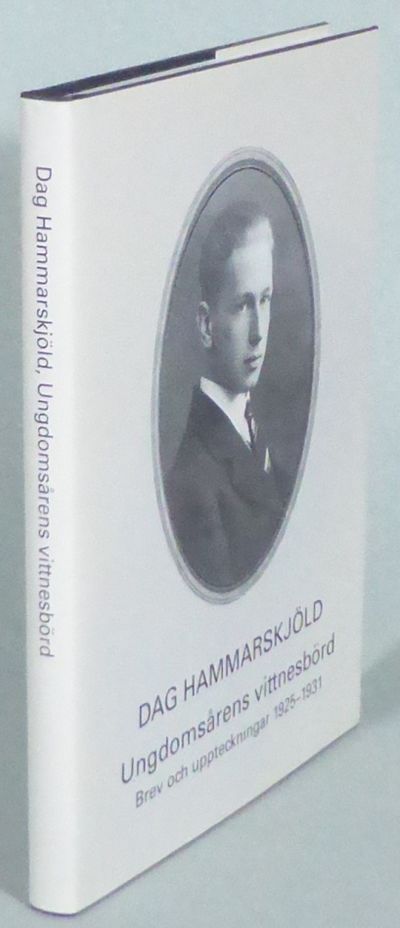 Dag Hammarskjöld, Ungdomsårens vittnesbörd
DAG HAMMARSKJÖLD
Ungdomsårens vittnesbörd
Brev och uppteckningar 1925–1931